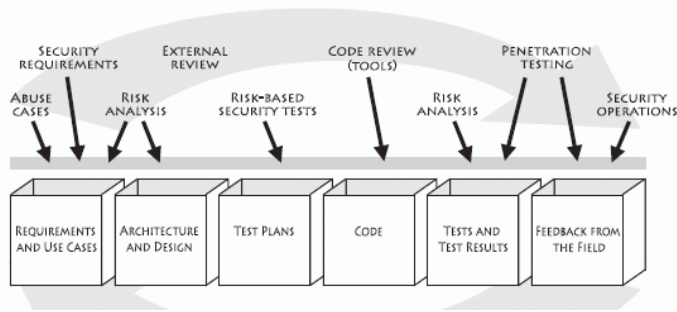 SECURITY
REQUIREMENTS
EXTERNAL
REVIEW
CODE REVIEW
(TOOLS)
PENETRATION
TESTING
ABUSE
CASES
RISK
ANALYSIS
RISK-BASED
SECURITY TESTS
RISK
ANALYSIS
SECURITY
OPERATIONS
REQUIREMENTS
AND USE CASES
ARCHITECTURE
AND DESIGN
TEST PLANS
CODE
TESTS AND
TEST RESULTS
FEEDBACK FROM
THE FIELD